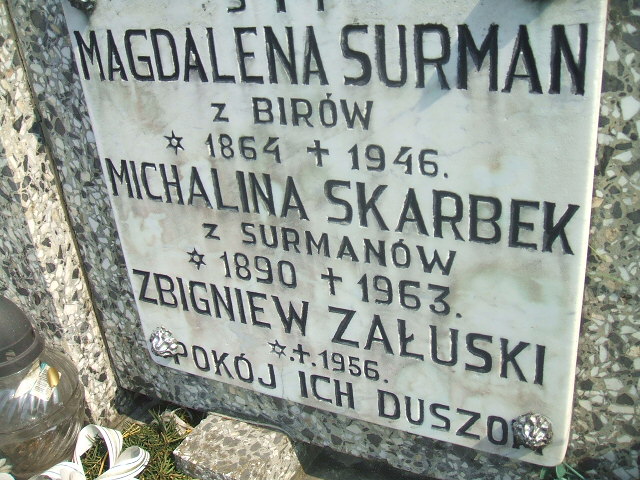 MAGDALENA SURMAN
z BIRÓW
✡ 1864 + 1946.
MICHALINA SKARBEK
z SURMANÓW
✡ 1890 + 1963.
ZBIGNIEW ZAŁUSKI
✡.+.1956.
POKÓJ ICH DUSZOM